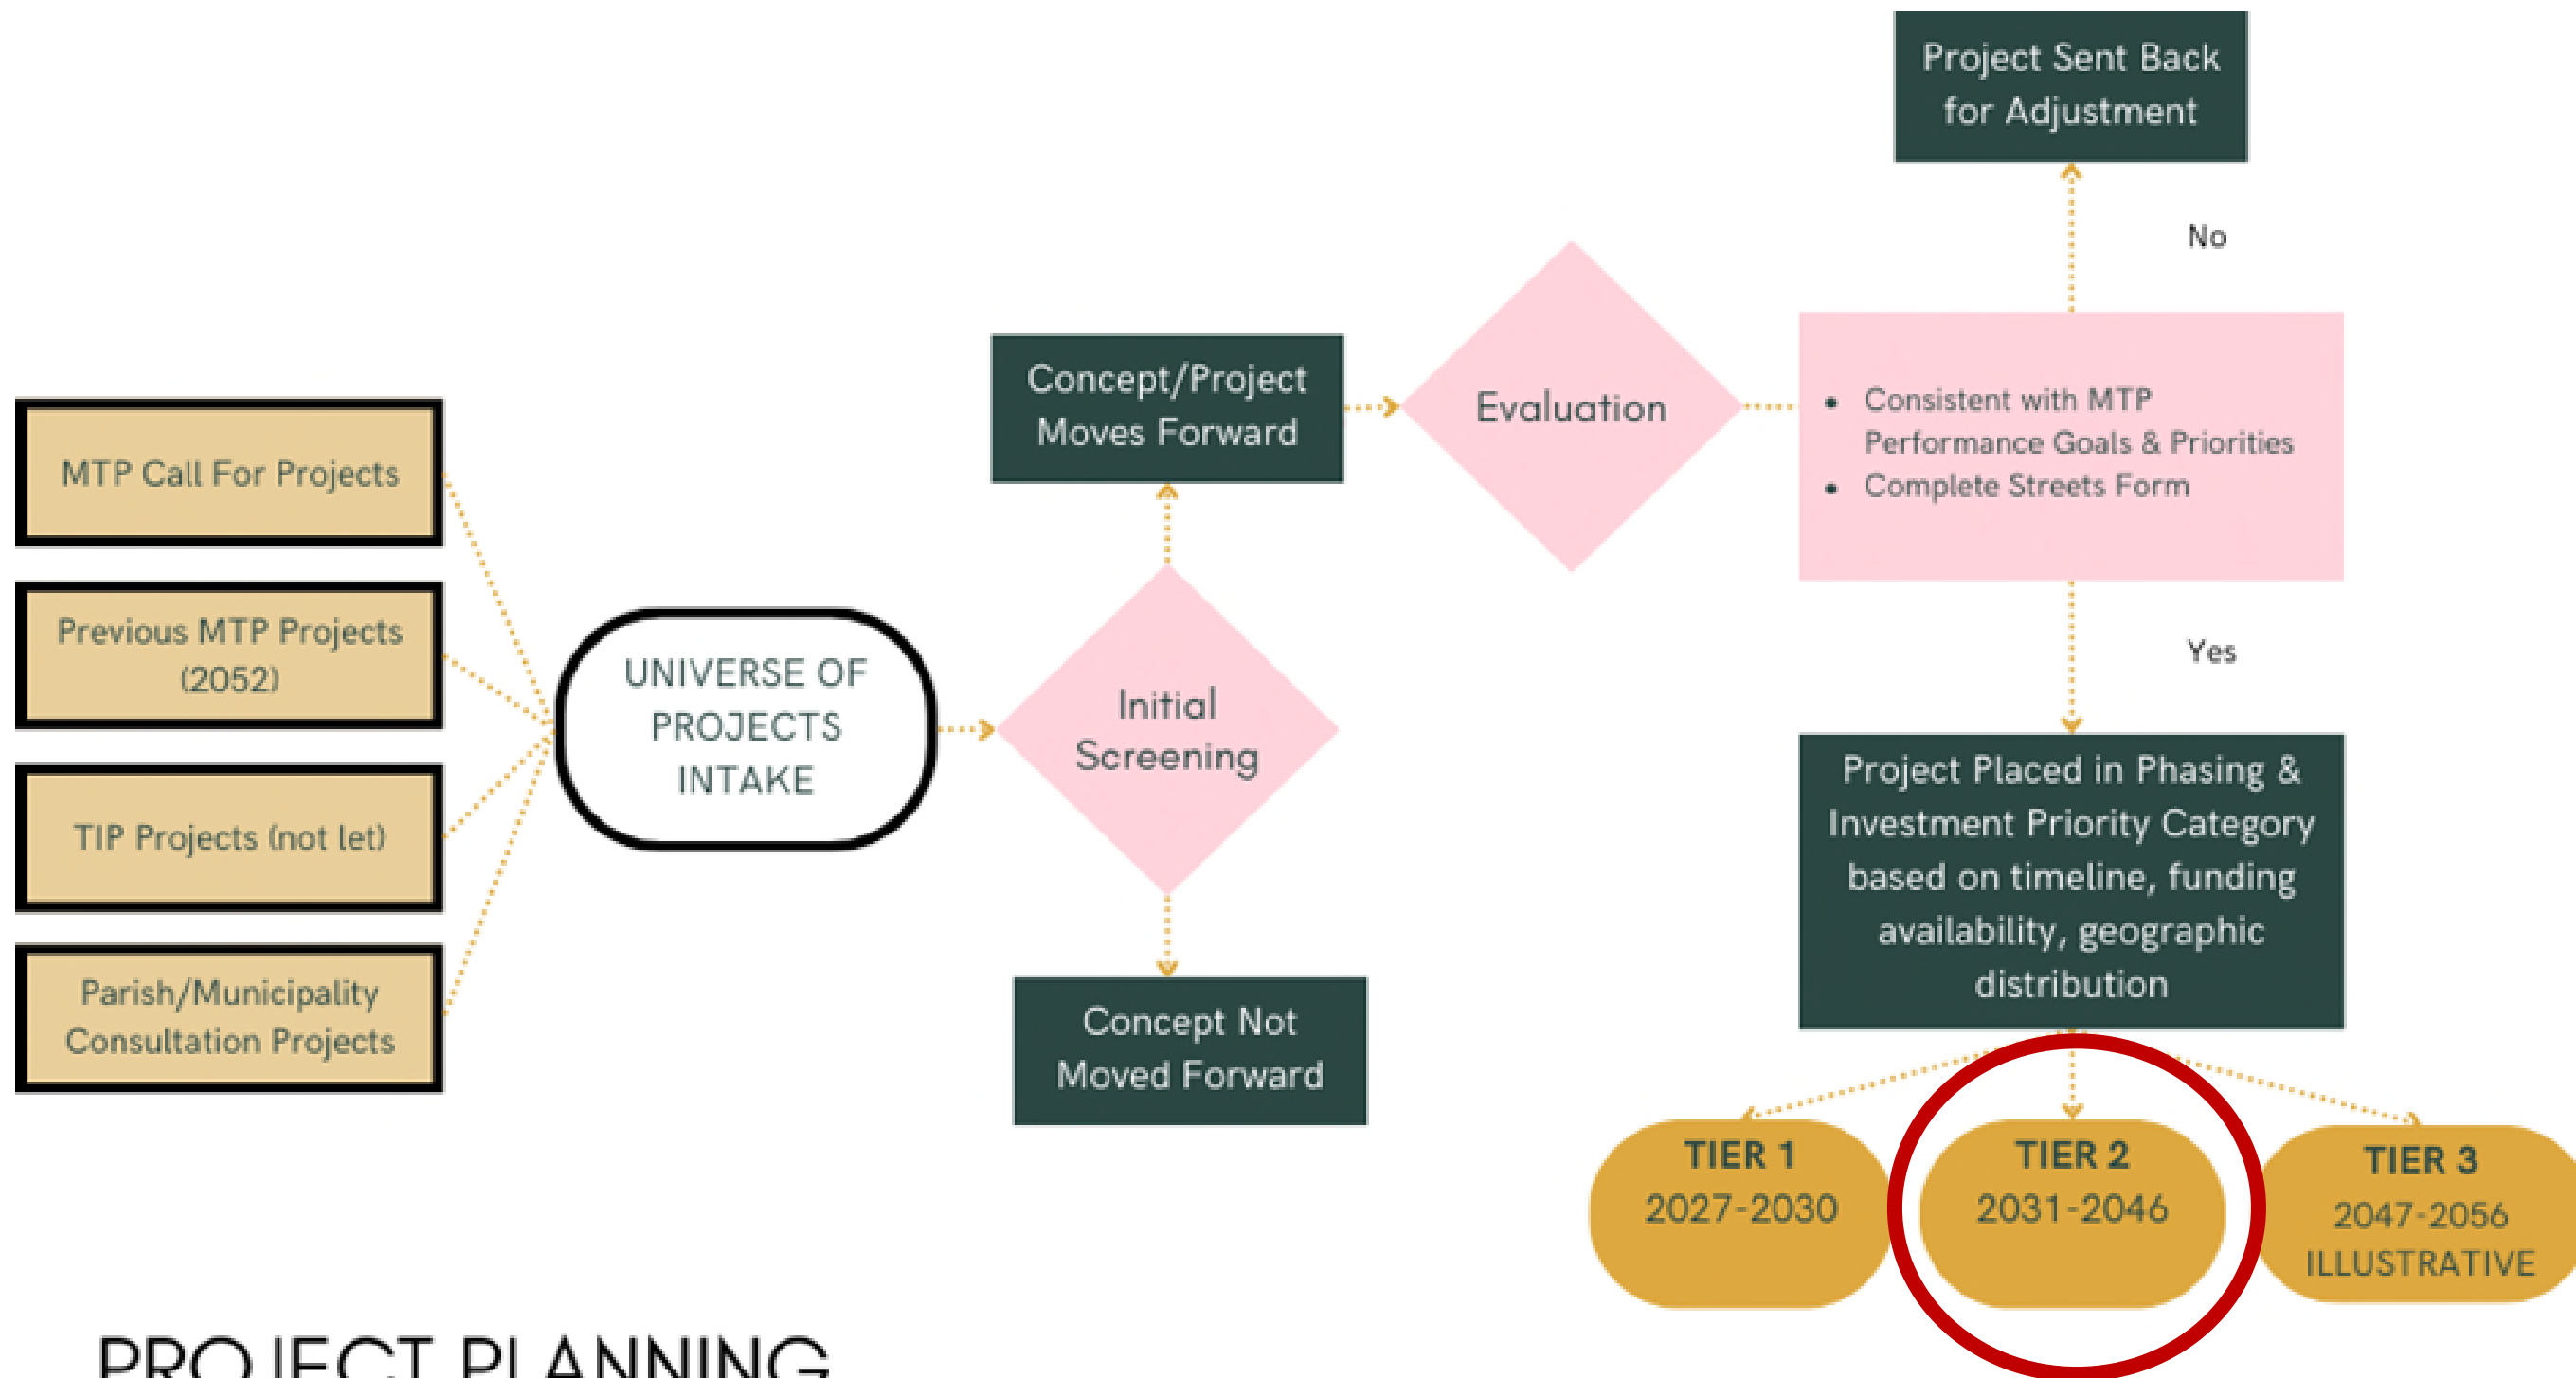 Project Sent Back
for Adjustment
No
Concept/Project
Moves Forward
Evaluation
• Consistent with MTP
Performance Goals & Priorities
• Complete Streets Form
MTP Call For Projects
Previous MTP Projects
(2052)
TIP Projects (not let)
Parish/Municipality
Consultation Projects
UNIVERSE OF
PROJECTS
INTAKE
Initial
Screening
Concept Not
Moved Forward
Yes
Project Placed in Phasing &
Investment Priority Category
based on timeline, funding
availability, geographic
distribution
TIER 1
2027-2030
TIER 2
2031-2046
TIER 3
2047-2056
ILLUSTRATIVE
PROJECT PLANNING